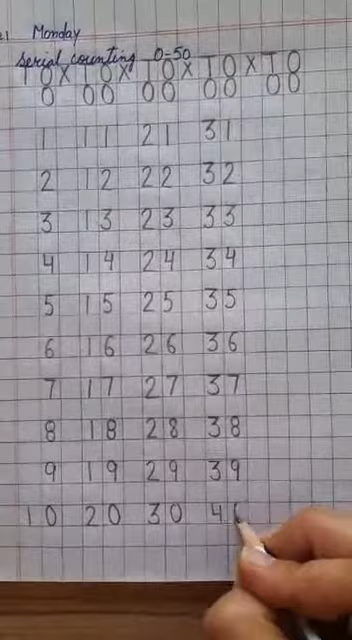 Monday
serial counting 0-50
T O X T O X T O X T O X T O
0 00 00 00 00
1 11 21 31
2 12 22 32
3 13 23 33
4 14 24 34
5 15 25 35
6 16 26 36
7 17 27 37
8 18 28 38
9 19 29 39
10 20 30 4